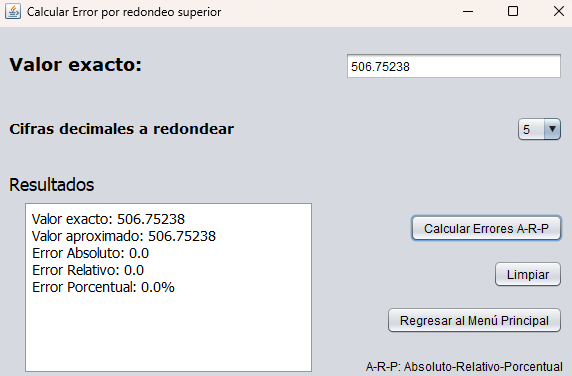 Calcular Error por redondeo superior
Valor exacto:
506.75238
Cifras decimales a redondear
5
Resultados
Valor exacto: 506.75238
Valor aproximado: 506.75238
Error Absoluto: 0.0
Error Relativo: 0.0
Error Porcentual: 0.0%
Calcular Errores A-R-P
Limpiar
Regresar al Menú Principal
A-R-P: Absoluto-Relativo-Porcentual